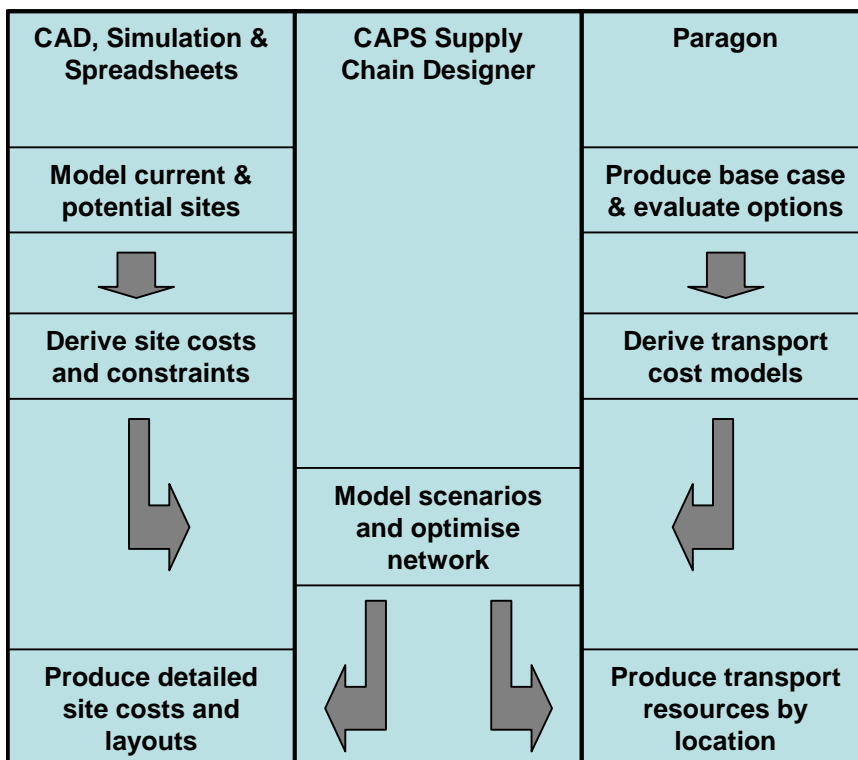 CAD, Simulation &
Spreadsheets
CAPS Supply
Chain Designer
Paragon
Model current &
potential sites
Produce base case
& evaluate options
Derive site costs
and constraints
Derive transport
cost models
Model scenarios
and optimise
network
Produce detailed
site costs and
layouts
Produce transport
resources by
location